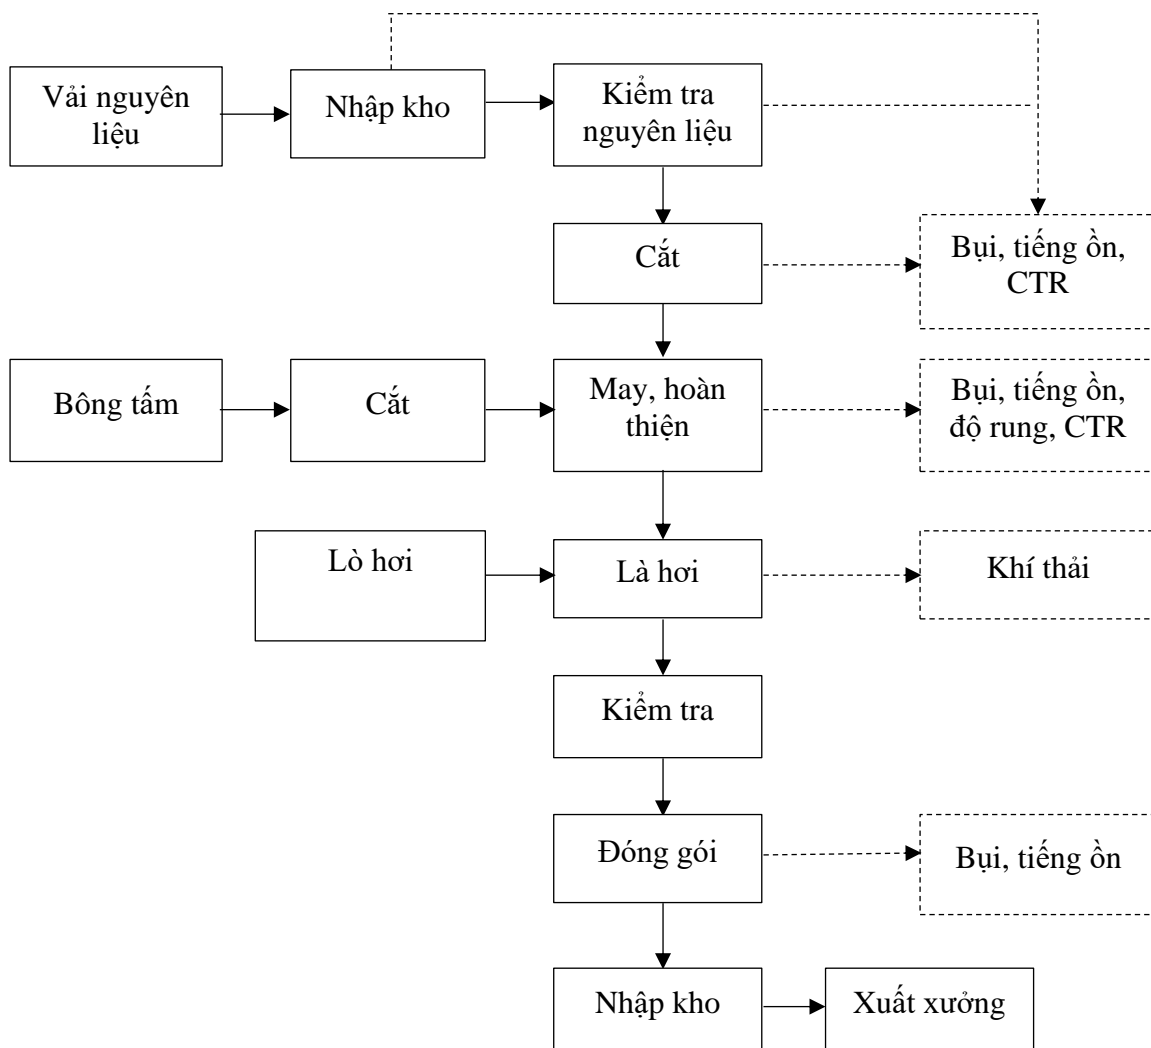 Vải nguyên
liệu
Nhập kho
Kiểm tra
nguyên liệu
Cắt
Bụi, tiếng ồn,
CTR
Bông tấm
Cắt
May, hoàn
thiện
Bụi, tiếng ồn,
độ rung, CTR
Lò hơi
Là hơi
Khí thải
Kiểm tra
Đóng gói
Bụi, tiếng ồn
Nhập kho
Xuất xưởng